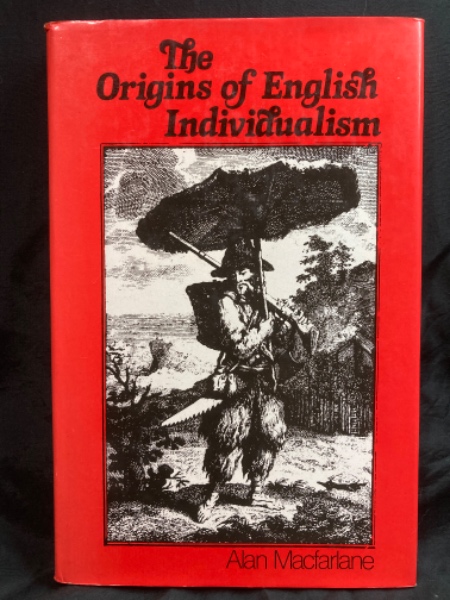 The
Origins of English
Individualism
Alan Macfarlane